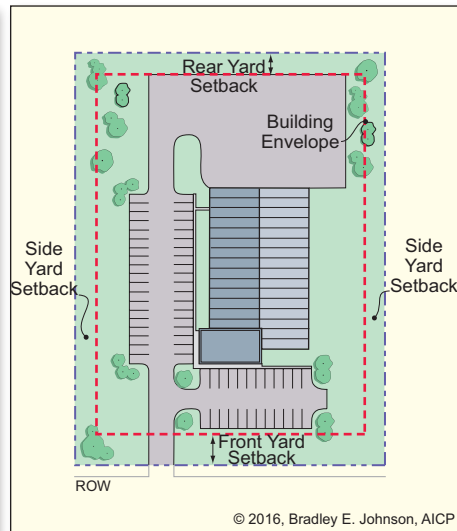 Rear Yard
Setback
Building
Envelope
Side
Yard
Setback
Side
Yard
Setback
Front Yard
Setback
ROW
© 2016, Bradley E. Johnson, AICP